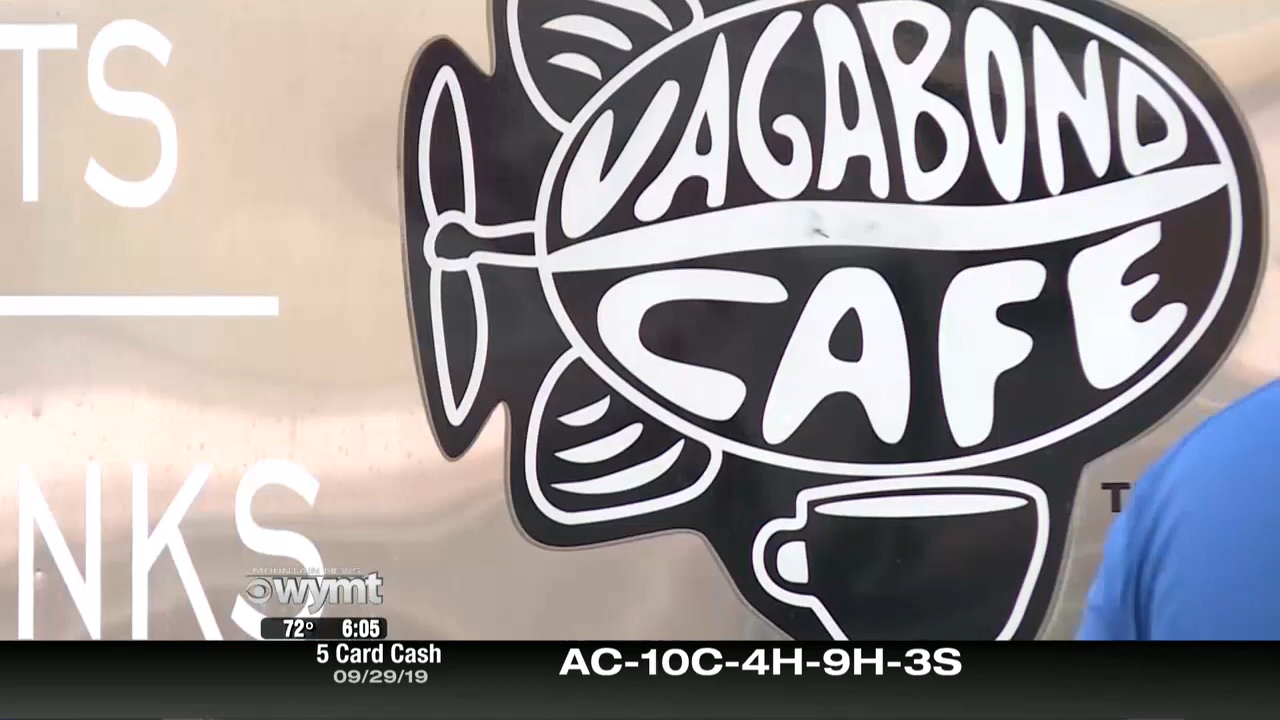 TS
VAGABOND
CAFE
T
NKS
MOUNTAIN NEWS
wymt
72° 6:05
5 Card Cash
09/29/19
AC-10C-4H-9H-3S